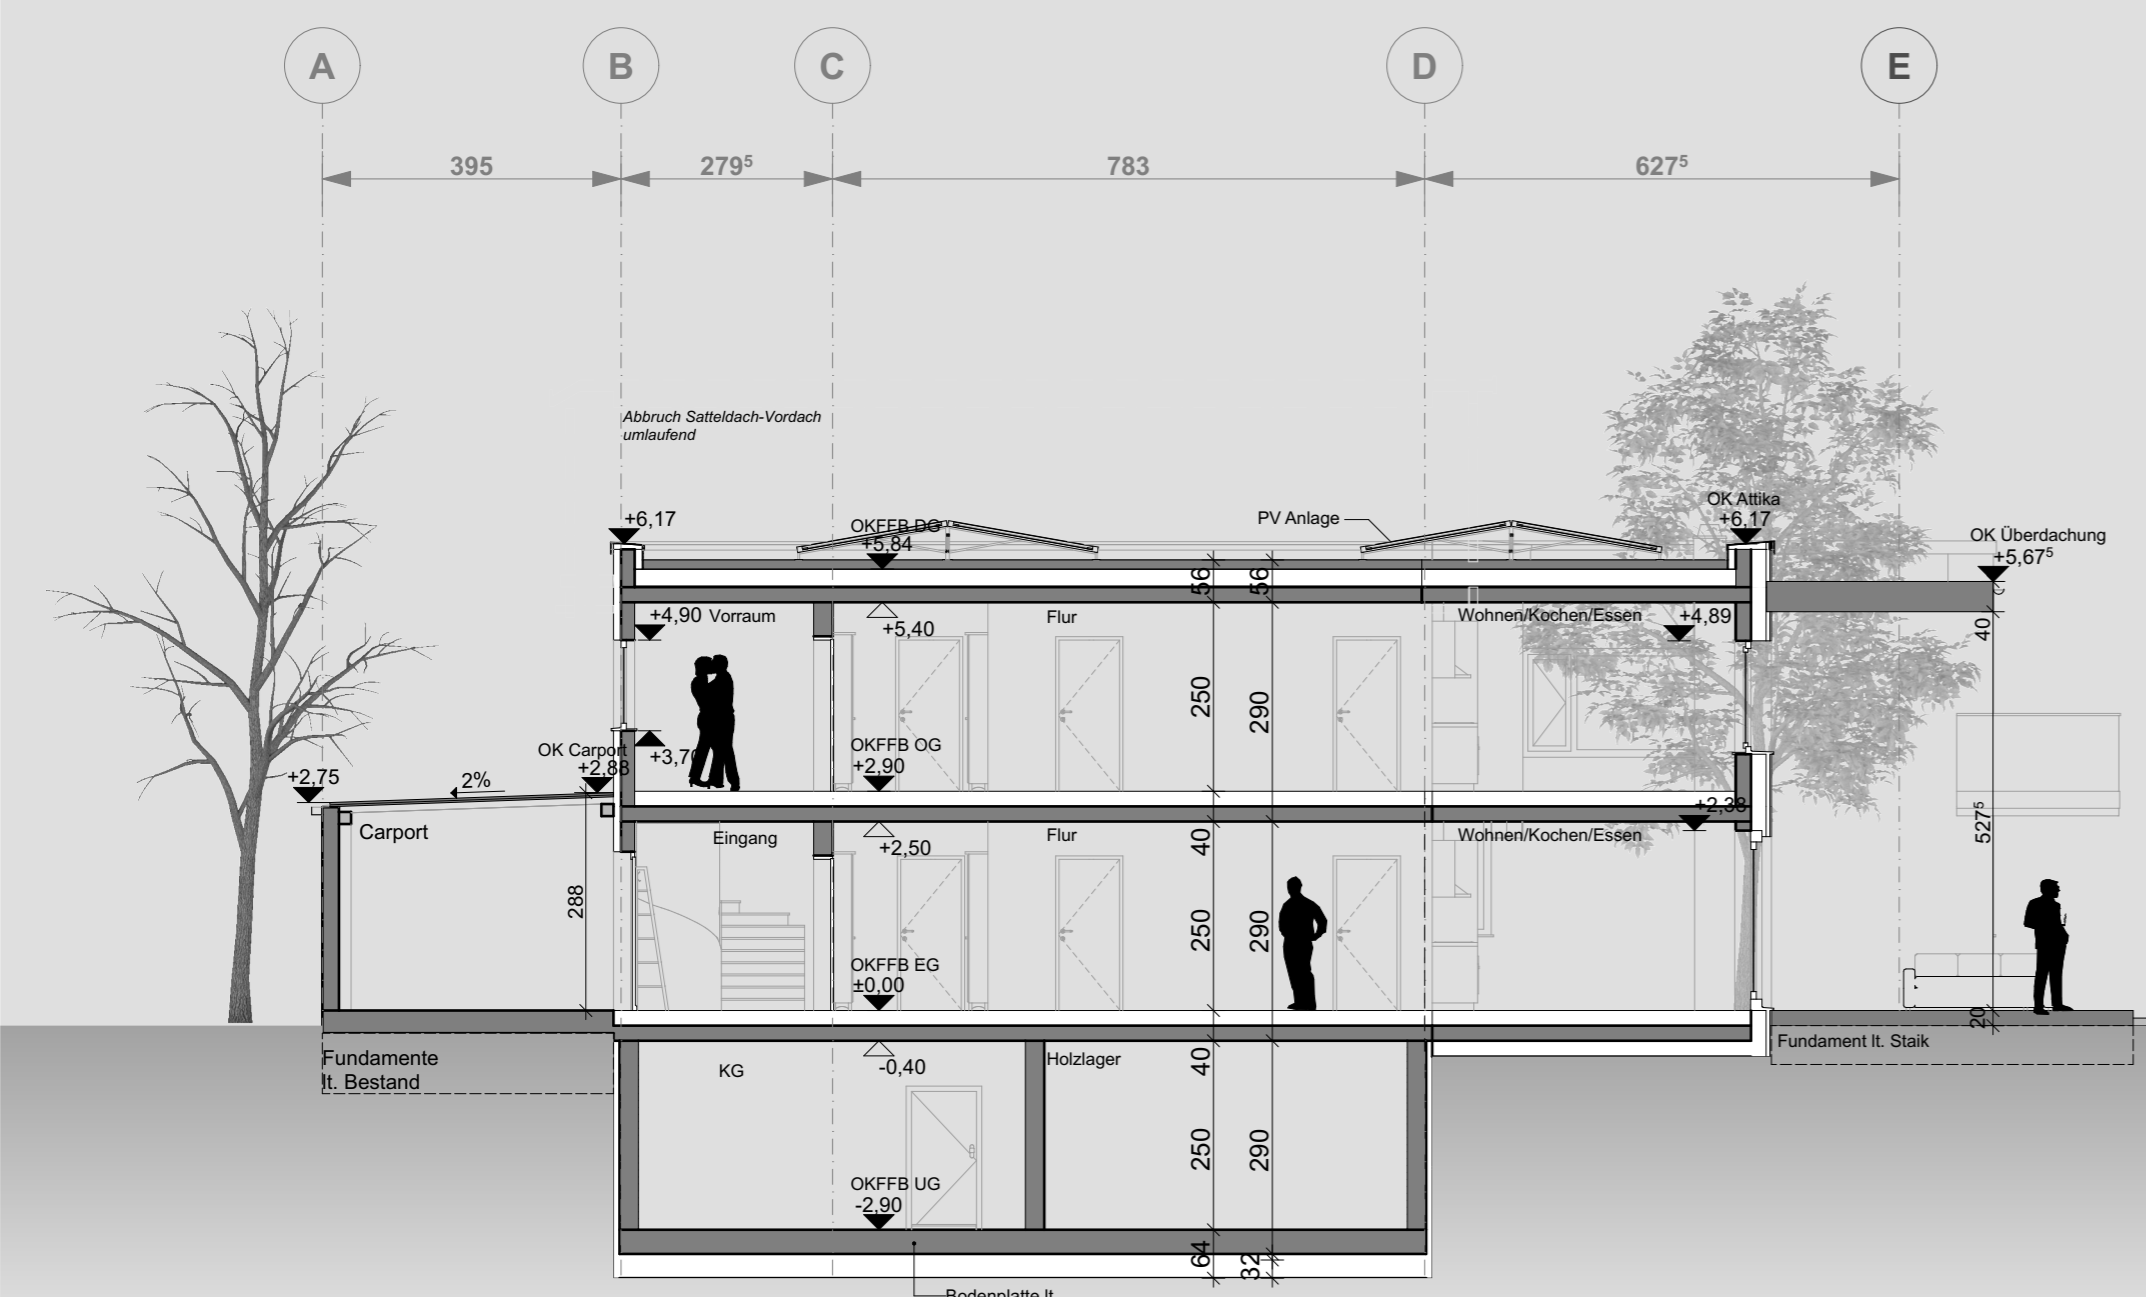 A
B
C
D
E
395
279⁵
783
627⁵
Abbruch Satteldach-Vordach
umlaufend
+6,17
OKFFB DG
+5,84
PV Anlage
OK Attika
+6,17
OK Überdachung
+5,67⁵
56
56
+4,90
Vorraum
+5,40
Flur
Wohnen/Kochen/Essen
+4,89
40
250
290
OK Carport
+2,88
+3,70
OKFFB OG
+2,90
+2,75
2%
+2,38
Carport
Eingang
+2,50
Flur
40
Wohnen/Kochen/Essen
527⁵
288
250
290
OKFFB EG
±0,00
20
Fundamente
lt. Bestand
KG
-0,40
Holzlager
40
Fundament lt. Staik
250
290
OKFFB UG
-2,90
64
32
Bodenplatte lt.